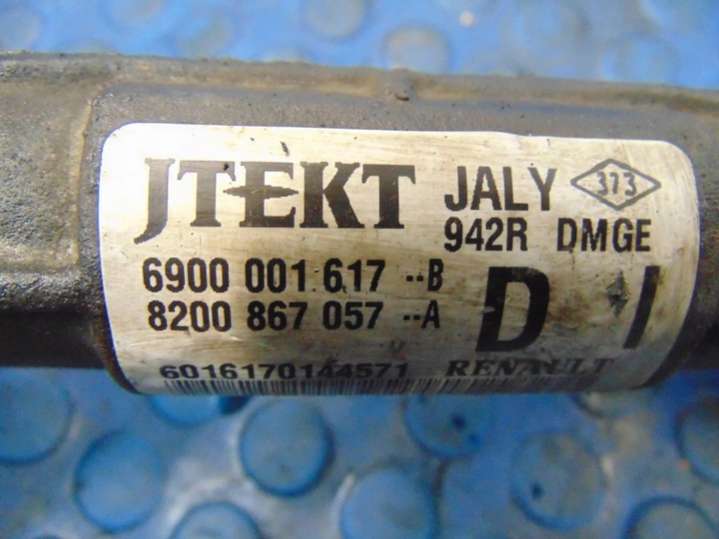 JTEKT JALY 373
942R DMGE
6900 001 617 --B
8200 867 057 --A
D I
6016170144571 RENAULT